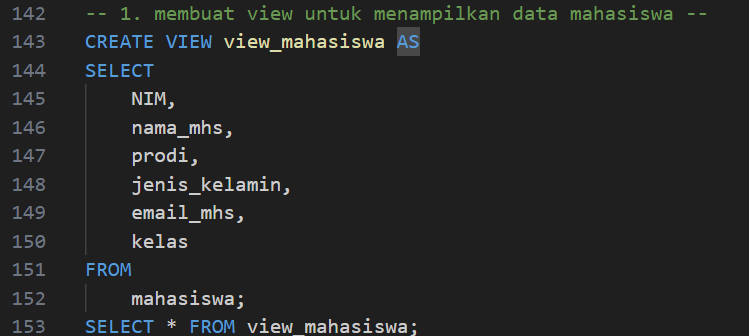 142 -- 1. membuat view untuk menampilkan data mahasiswa --
143 CREATE VIEW view_mahasiswa AS
144 SELECT
145     NIM,
146     nama_mhs,
147     prodi,
148     jenis_kelamin,
149     email_mhs,
150     kelas
151 FROM
152     mahasiswa;
153 SELECT * FROM view_mahasiswa;